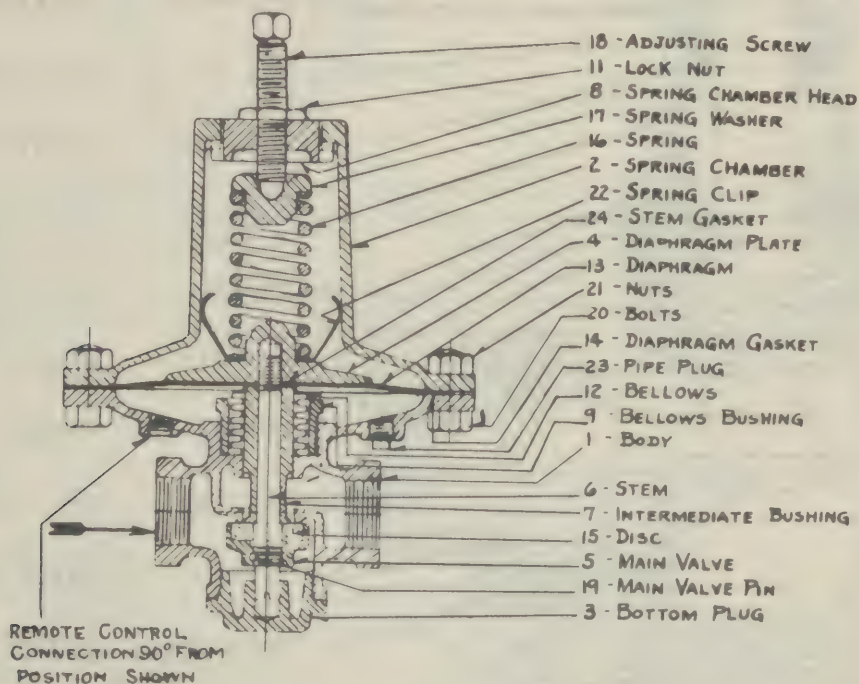 18 - ADJUSTING SCREW
11 - LOCK NUT
8 - SPRING CHAMBER HEAD
17 - SPRING WASHER
16 - SPRING
2 - SPRING CHAMBER
22 - SPRING CLIP
24 - STEM GASKET
4 - DIAPHRAGM PLATE
13 - DIAPHRAGM
21 - NUTS
20 - BOLTS
14 - DIAPHRAGM GASKET
23 - PIPE PLUG
12 - BELLOWS
9 - BELLOWS BUSHING
1 - BODY
6 - STEM
7 - INTERMEDIATE BUSHING
15 - DISC
5 - MAIN VALVE
19 - MAIN VALVE PIN
3 - BOTTOM PLUG
REMOTE CONTROL
CONNECTION 90° FROM
POSITION SHOWN